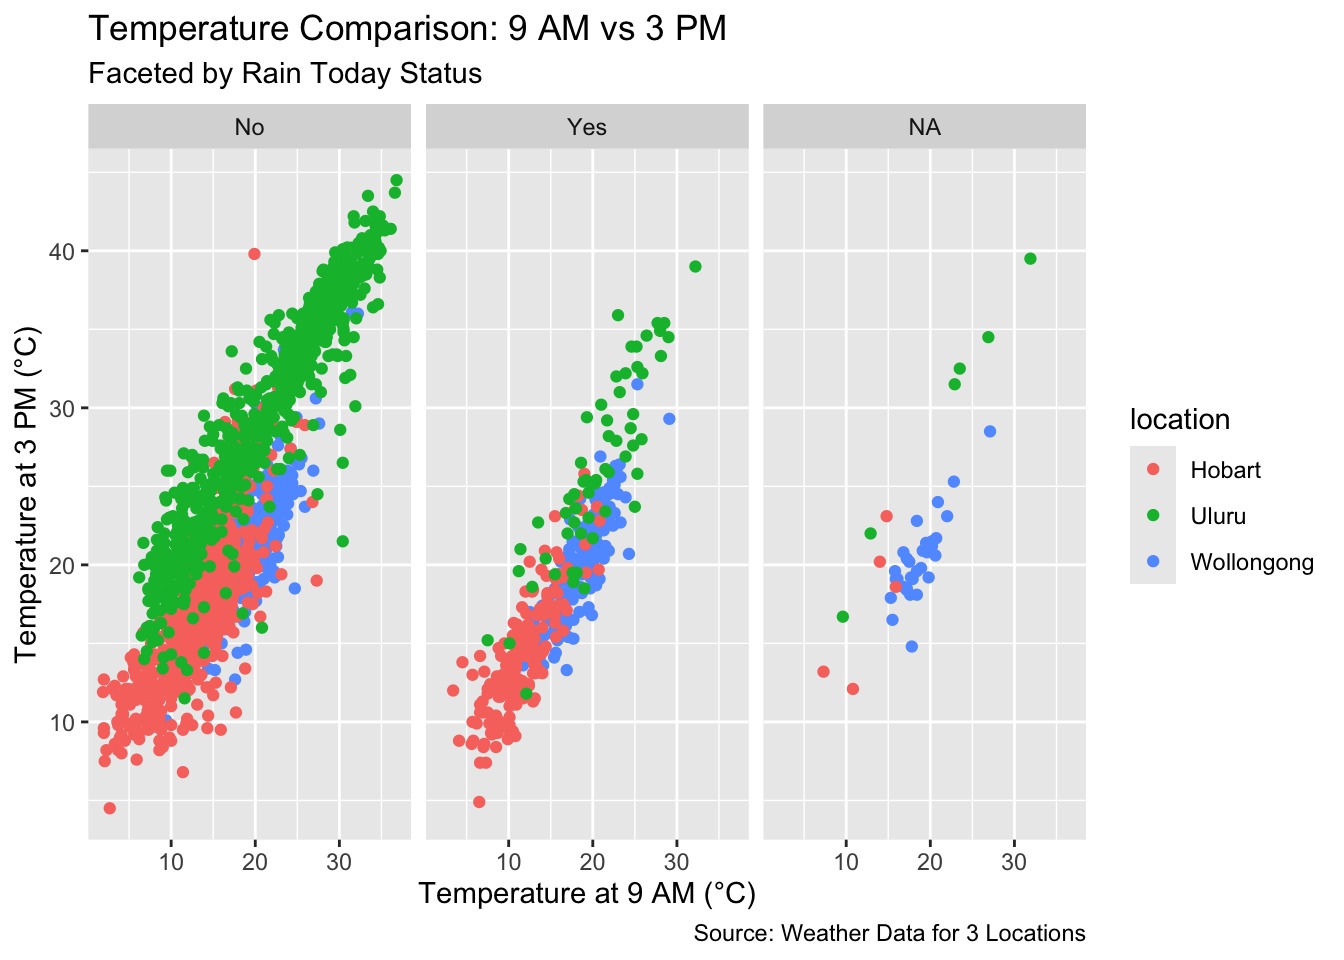 Temperature Comparison: 9 AM vs 3 PM
Faceted by Rain Today Status
No
Yes
NA
Temperature at 3 PM (°C)
40
30
20
10
10 20 30
10 20 30
10 20 30
Temperature at 9 AM (°C)
location
Hobart
Uluru
Wollongong
Source: Weather Data for 3 Locations